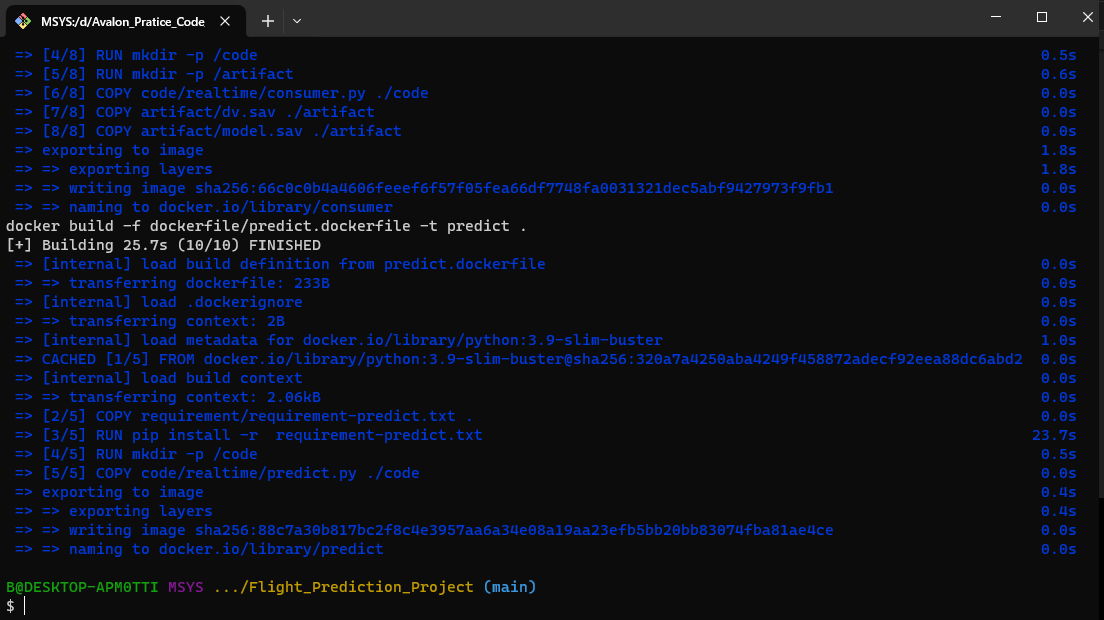 MSYS:/d/Avalon_Pratice_Code,
=> [4/8] RUN mkdir -p /code 0.5s
=> [5/8] RUN mkdir -p /artifact 0.6s
=> [6/8] COPY code/realtime/consumer.py ./code 0.0s
=> [7/8] COPY artifact/dv.sav ./artifact 0.0s
=> [8/8] COPY artifact/model.sav ./artifact 0.0s
=> exporting to image 1.8s
=> => exporting layers 1.8s
=> => writing image sha256:66c0c0b4a4606feeef6f57f05fea66df7748fa0031321dec5abf9427973f9fb1 0.0s
=> => naming to docker.io/library/consumer 0.0s
docker build -f dockerfile/predict.dockerfile -t predict .
[+] Building 25.7s (10/10) FINISHED
=> [internal] load build definition from predict.dockerfile 0.0s
=> => transferring dockerfile: 233B 0.0s
=> [internal] load .dockerignore 0.0s
=> => transferring context: 2B 0.0s
=> [internal] load metadata for docker.io/library/python:3.9-slim-buster 1.0s
=> CACHED [1/5] FROM docker.io/library/python:3.9-slim-buster@sha256:320a7a4250aba4249f458872adecf92eea88dc6abd2 0.0s
=> [internal] load build context 0.0s
=> => transferring context: 2.06kB 0.0s
=> [2/5] COPY requirement/requirement-predict.txt . 0.0s
=> [3/5] RUN pip install -r  requirement-predict.txt 23.7s
=> [4/5] RUN mkdir -p /code 0.5s
=> [5/5] COPY code/realtime/predict.py ./code 0.0s
=> exporting to image 0.4s
=> => exporting layers 0.4s
=> => writing image sha256:88c7a30b817bc2f8c4e3957aa6a34e08a19aa23efb5bb20bb83074fba81ae4ce 0.0s
=> => naming to docker.io/library/predict 0.0s
B@DESKTOP-APM0TTI MSYS .../Flight_Prediction_Project (main)
$